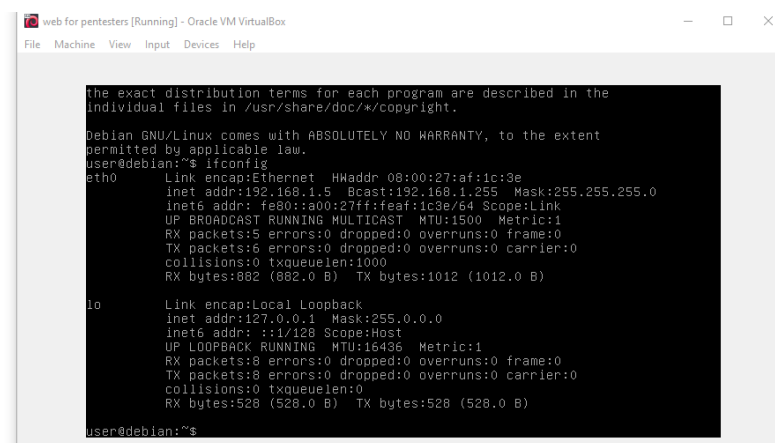 web for pentesters [Running] - Oracle VM VirtualBox
File Machine View Input Devices Help
the exact distribution terms for each program are described in the
individual files in /usr/share/doc/*/copyright.
Debian GNU/Linux comes with ABSOLUTELY NO WARRANTY, to the extent
permitted by applicable law.
user@debian:~$ ifconfig
eth0 Link encap:Ethernet HWaddr 08:00:27:af:1c:3e
inet addr:192.168.1.5 Bcast:192.168.1.255 Mask:255.255.255.0
inet6 addr: fe80::a00:27ff:feaf:1c3e/64 Scope:Link
UP BROADCAST RUNNING MULTICAST MTU:1500 Metric:1
RX packets:5 errors:0 dropped:0 overruns:0 frame:0
TX packets:6 errors:0 dropped:0 overruns:0 carrier:0
collisions:0 txqueuelen:1000
RX bytes:882 (882.0 B) TX bytes:1012 (1012.0 B)
lo Link encap:Local Loopback
inet addr:127.0.0.1 Mask:255.0.0.0
inet6 addr: ::1/128 Scope:Host
UP LOOPBACK RUNNING MTU:16436 Metric:1
RX packets:8 errors:0 dropped:0 overruns:0 frame:0
TX packets:8 errors:0 dropped:0 overruns:0 carrier:0
collisions:0 txqueuelen:0
RX bytes:528 (528.0 B) TX bytes:528 (528.0 B)
user@debian:~$